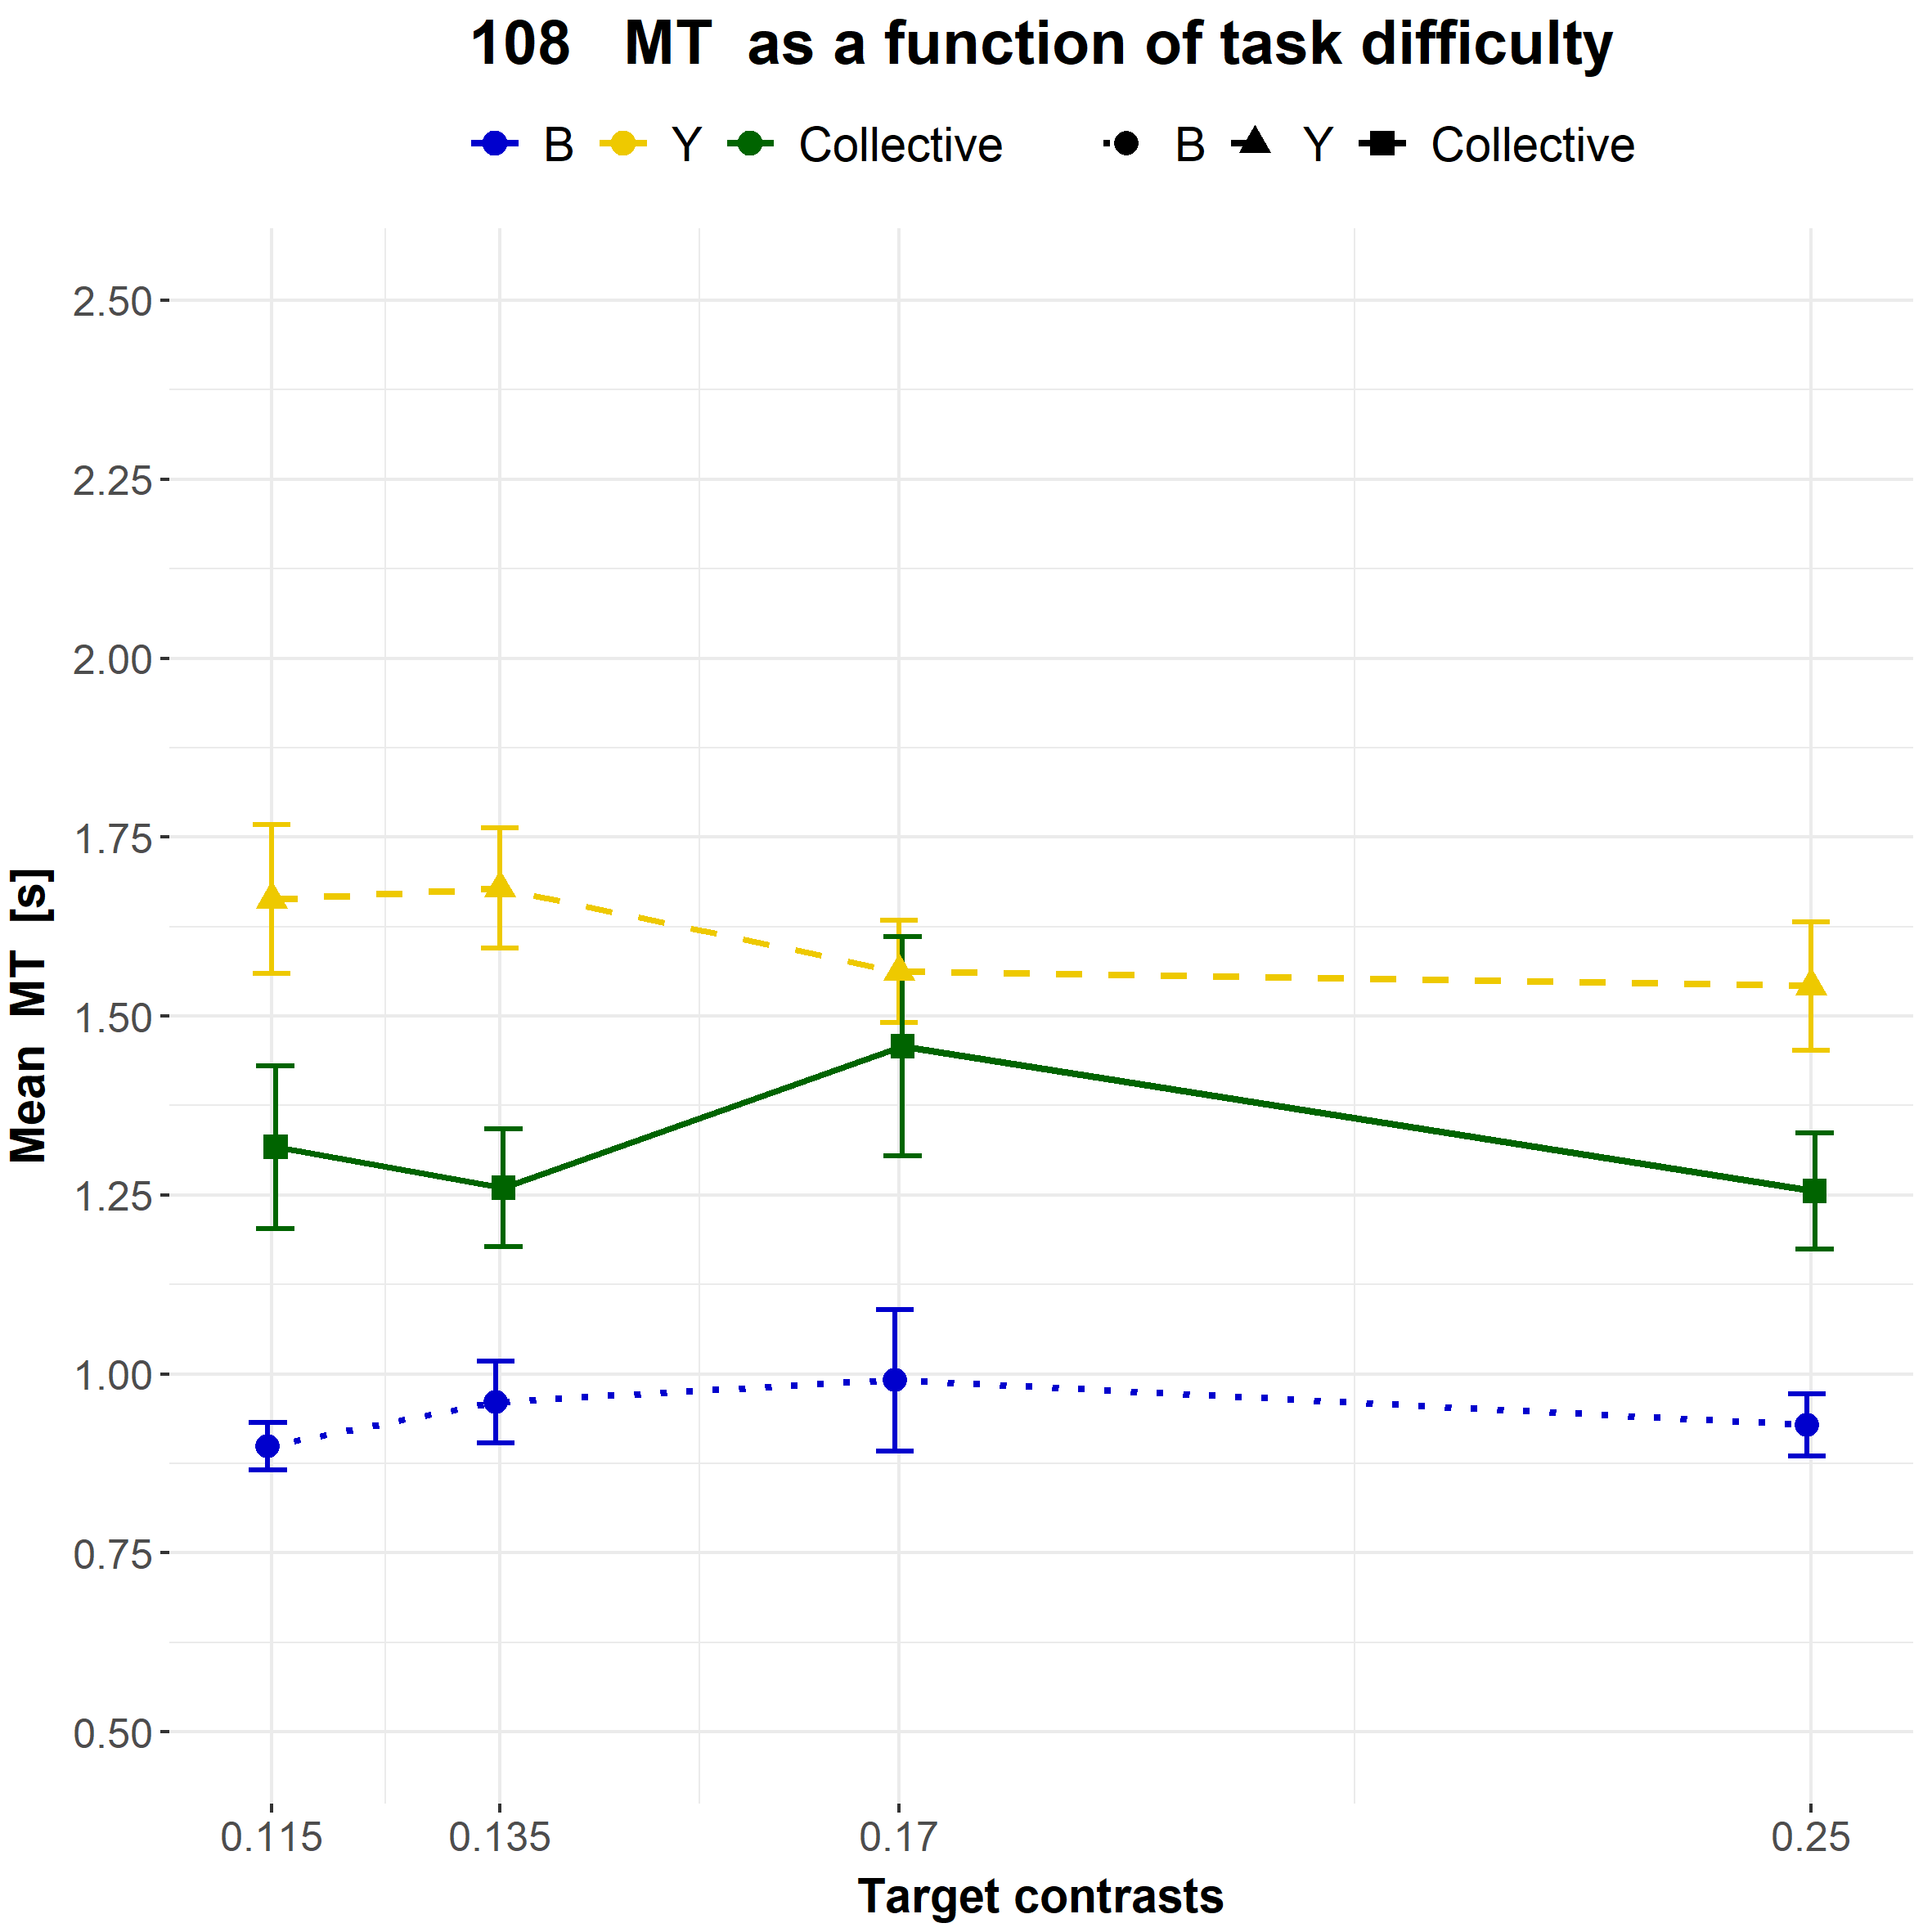 108 MT as a function of task difficulty
B Y Collective B Y Collective
2.50
2.25
2.00
1.75
1.50
1.25
1.00
0.75
0.50
Mean MT [s]
0.115 0.135 0.17 0.25
Target contrasts